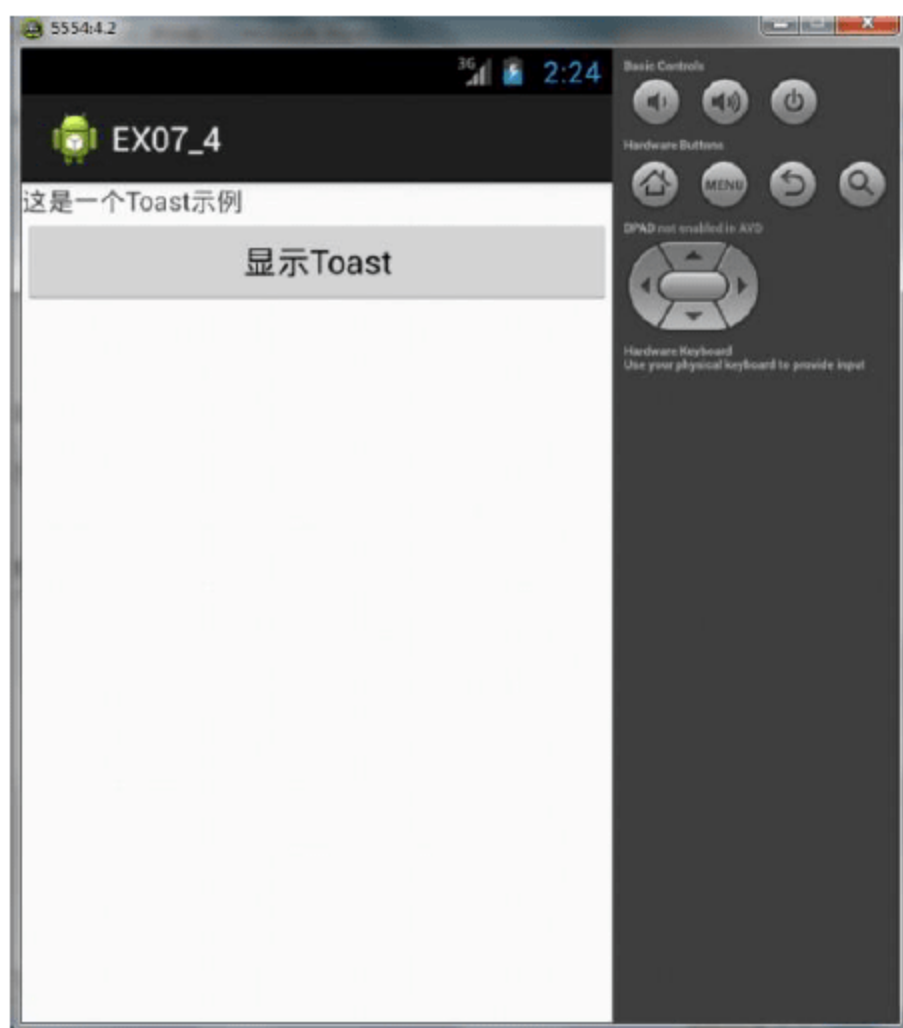 5554:4.2
3G 2:24
EX07_4
这是一个Toast示例
显示Toast
Basic Controls
Hardware Buttons
MENU
DPAD not enabled in AVD
Hardware Keyboard
Use your physical keyboard to provide input